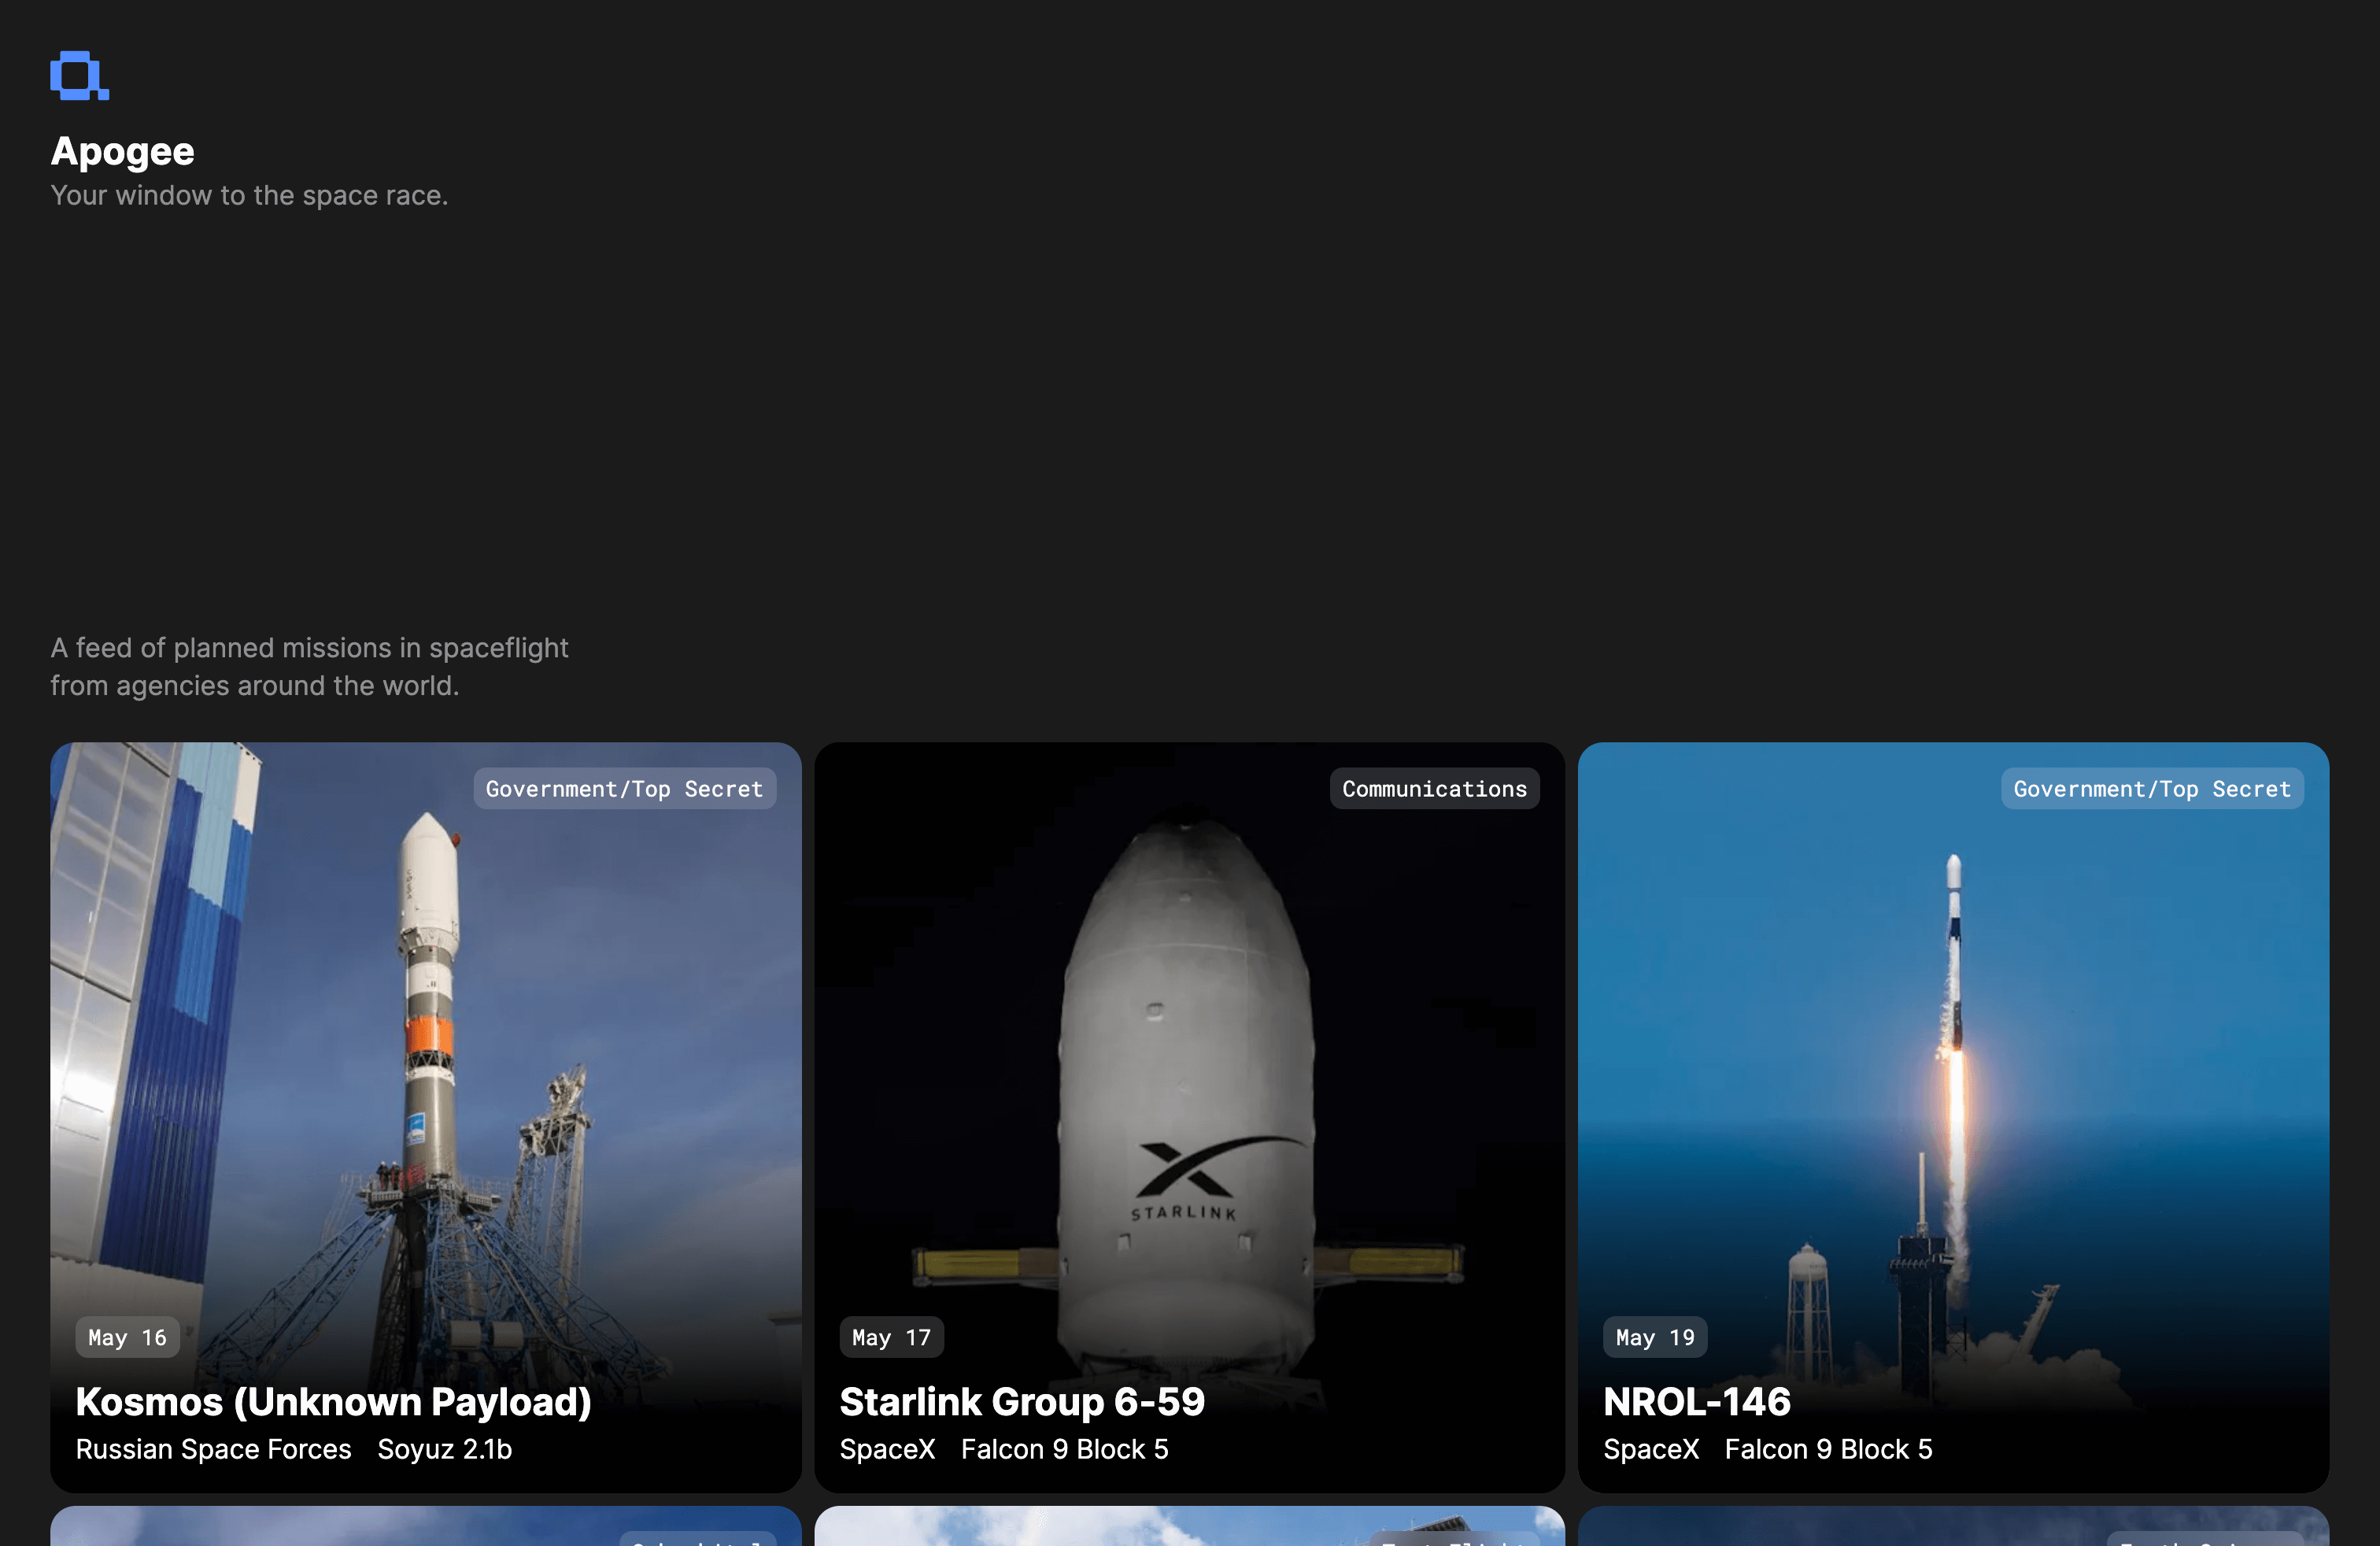 Apogee
Your window to the space race.
A feed of planned missions in spaceflight
from agencies around the world.
Government/Top Secret
May 16
Kosmos (Unknown Payload)
Russian Space Forces Soyuz 2.1b
Communications
STARLINK
May 17
Starlink Group 6-59
SpaceX Falcon 9 Block 5
Government/Top Secret
May 19
NROL-146
SpaceX Falcon 9 Block 5